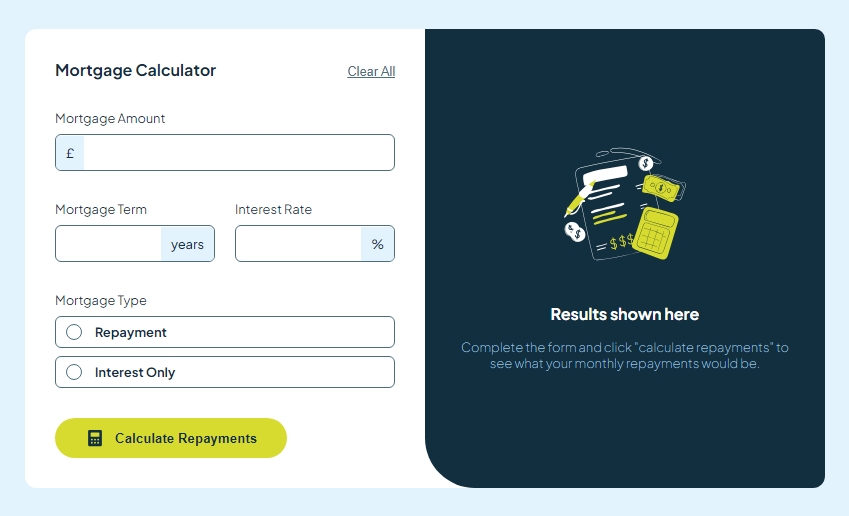 Mortgage Calculator
Clear All
Mortgage Amount
£
Mortgage Term
Interest Rate
years
%
Mortgage Type
Repayment
Interest Only
Calculate Repayments
$
$
$
$$$
Results shown here
Complete the form and click "calculate repayments" to
see what your monthly repayments would be.